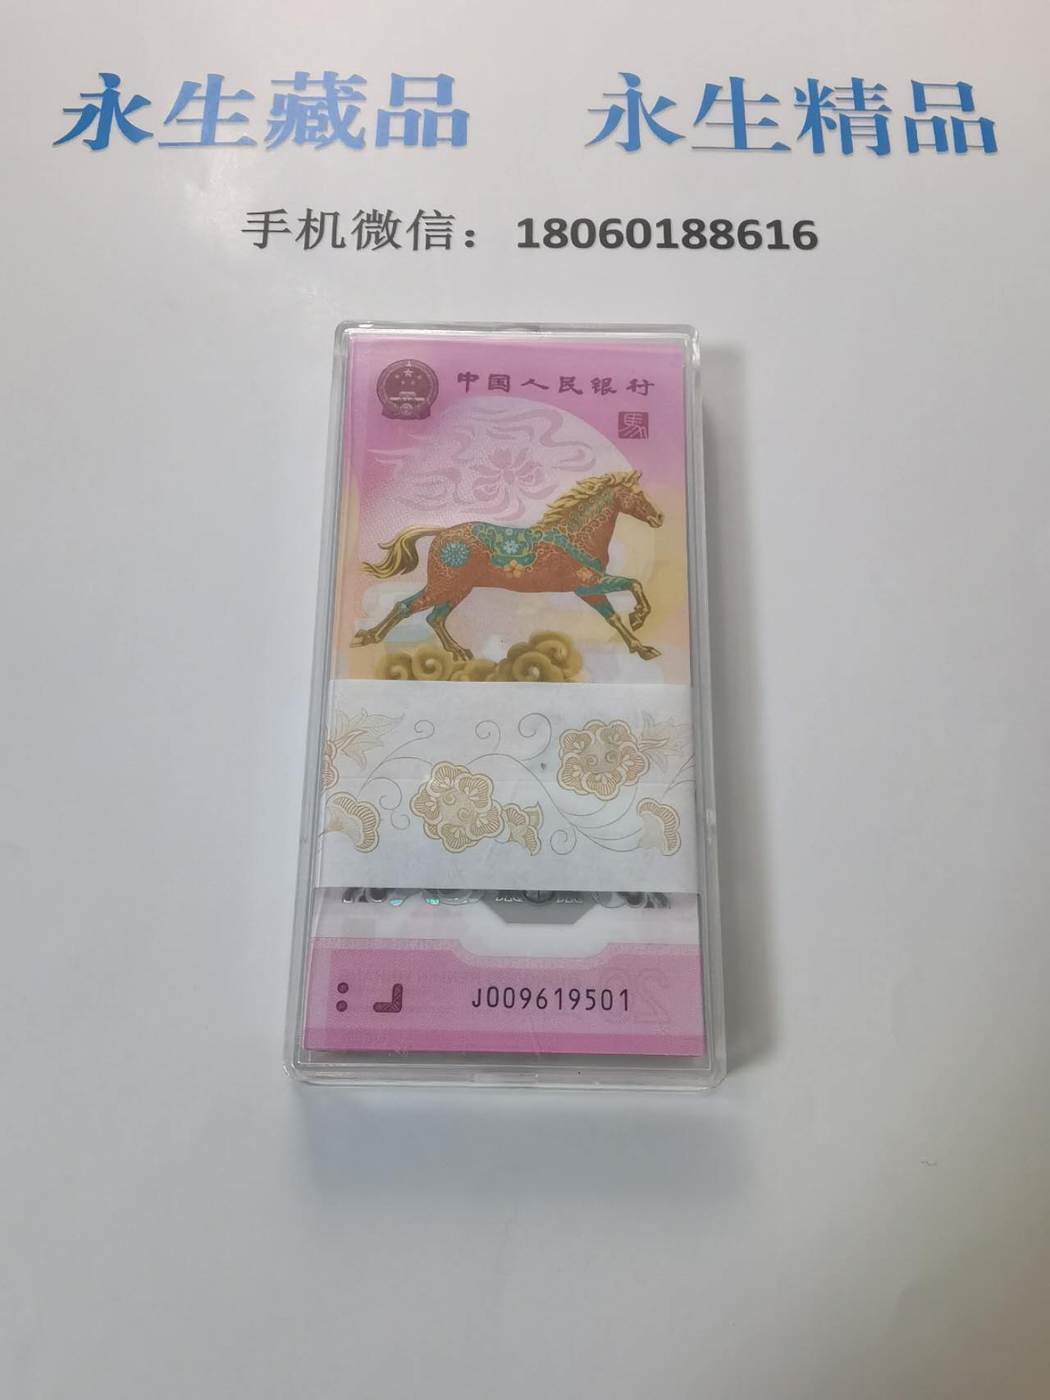 永生藏品 永生精品
手机微信：18060188616
中国人民银行
馬
J009619501